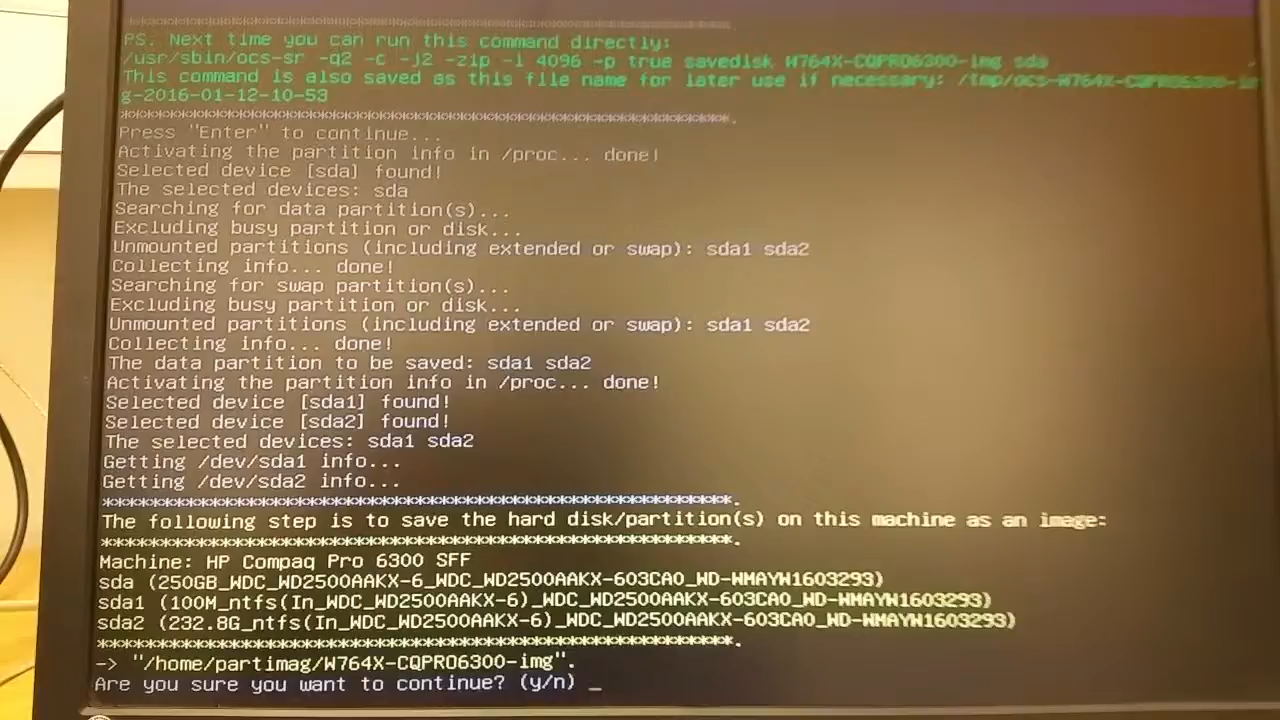 PS. Next time you can run this command directly:
/usr/sbin/ocs-sr -q2 -c -j2 -zip -i 4096 -p true savedisk W764X-CQPRO6300-img sda
This command is also saved as this file name for later use if necessary: /tmp/ocs-W764X-CQPRO6300-im
g-2016-01-12-10-53
*****************************************************************************.
Press "Enter" to continue...
Activating the partition info in /proc... done!
Selected device [sda] found!
The selected devices: sda
Searching for data partition(s)...
Excluding busy partition or disk...
Unmounted partitions (including extended or swap): sda1 sda2
Collecting info... done!
Searching for swap partition(s)...
Excluding busy partition or disk...
Unmounted partitions (including extended or swap): sda1 sda2
Collecting info... done!
The data partition to be saved: sda1 sda2
Activating the partition info in /proc... done!
Selected device [sda1] found!
Selected device [sda2] found!
The selected devices: sda1 sda2
Getting /dev/sda1 info...
Getting /dev/sda2 info...
*****************************************************************************.
The following step is to save the hard disk/partition(s) on this machine as an image:
*****************************************************************************.
Machine: HP Compaq Pro 6300 SFF
sda (250GB_WDC_WD2500AAKX-6_WDC_WD2500AAKX-603CA0_WD-WMAYW1603293)
sda1 (100M_ntfs(In_WDC_WD2500AAKX-6)_WDC_WD2500AAKX-603CA0_WD-WMAYW1603293)
sda2 (232.8G_ntfs(In_WDC_WD2500AAKX-6)_WDC_WD2500AAKX-603CA0_WD-WMAYW1603293)
*****************************************************************************.
-> "/home/partimag/W764X-CQPRO6300-img".
Are you sure you want to continue? (y/n) _